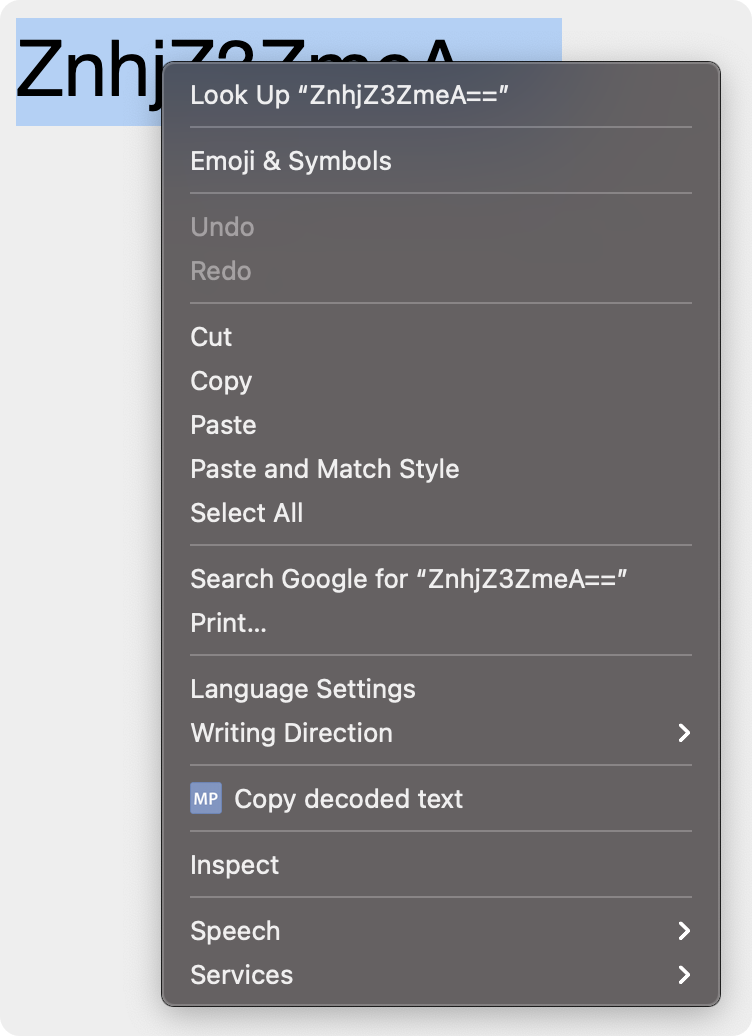 Look Up “ZnhjZ3ZmeA==”
Emoji & Symbols
Undo
Redo
Cut
Copy
Paste
Paste and Match Style
Select All
Search Google for “ZnhjZ3ZmeA==”
Print...
Language Settings
Writing Direction
MP Copy decoded text
Inspect
Speech
Services